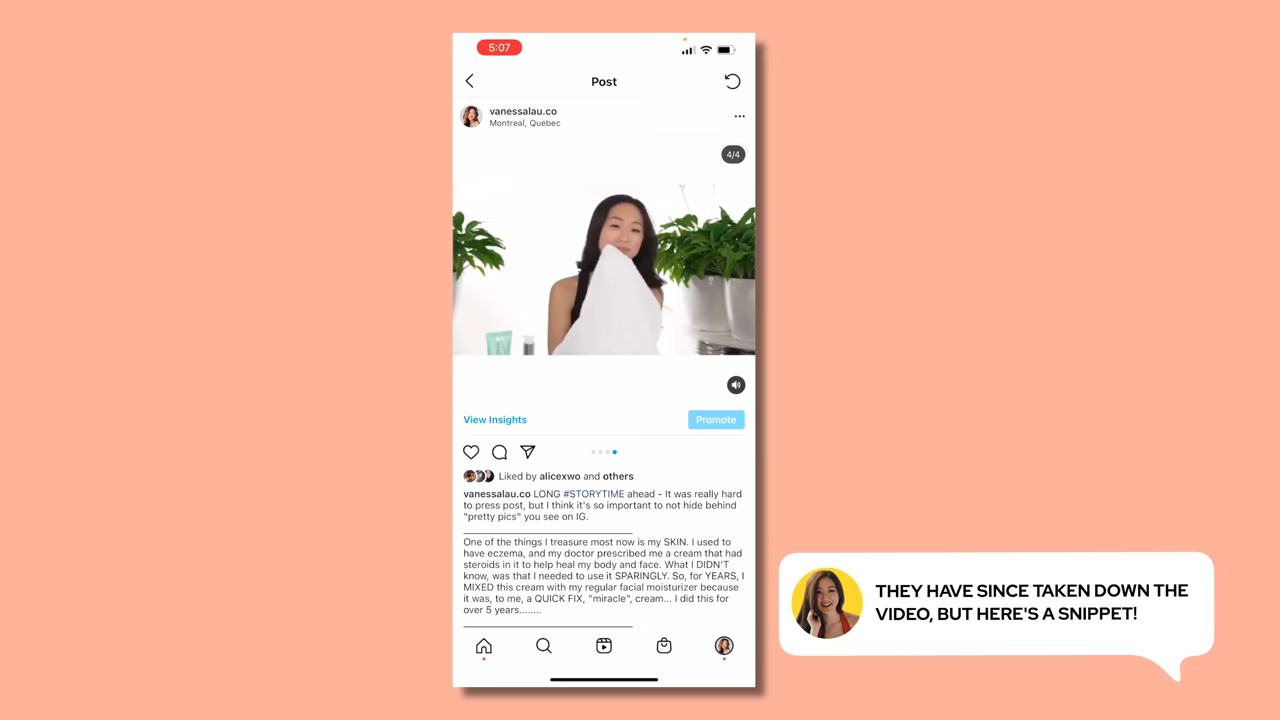 5:07
Post
vanessalau.co
Montreal, Quebec
4/4
View Insights
Promote
Liked by alicexwo and others
vanessalau.co LONG #STORYTIME ahead - It was really hard
to press post, but I think it's so important to not hide behind
"pretty pics" you see on IG.
One of the things I treasure most now is my SKIN. I used to
have eczema, and my doctor prescribed me a cream that had
steroids in it to help heal my body and face. What I DIDN'T
know, was that I needed to use it SPARINGLY. So, for YEARS, I
MIXED this cream with my regular facial moisturizer because
it was, to me, a QUICK FIX, "miracle", cream... I did this for
over 5 years........
THEY HAVE SINCE TAKEN DOWN THE
VIDEO, BUT HERE'S A SNIPPET!